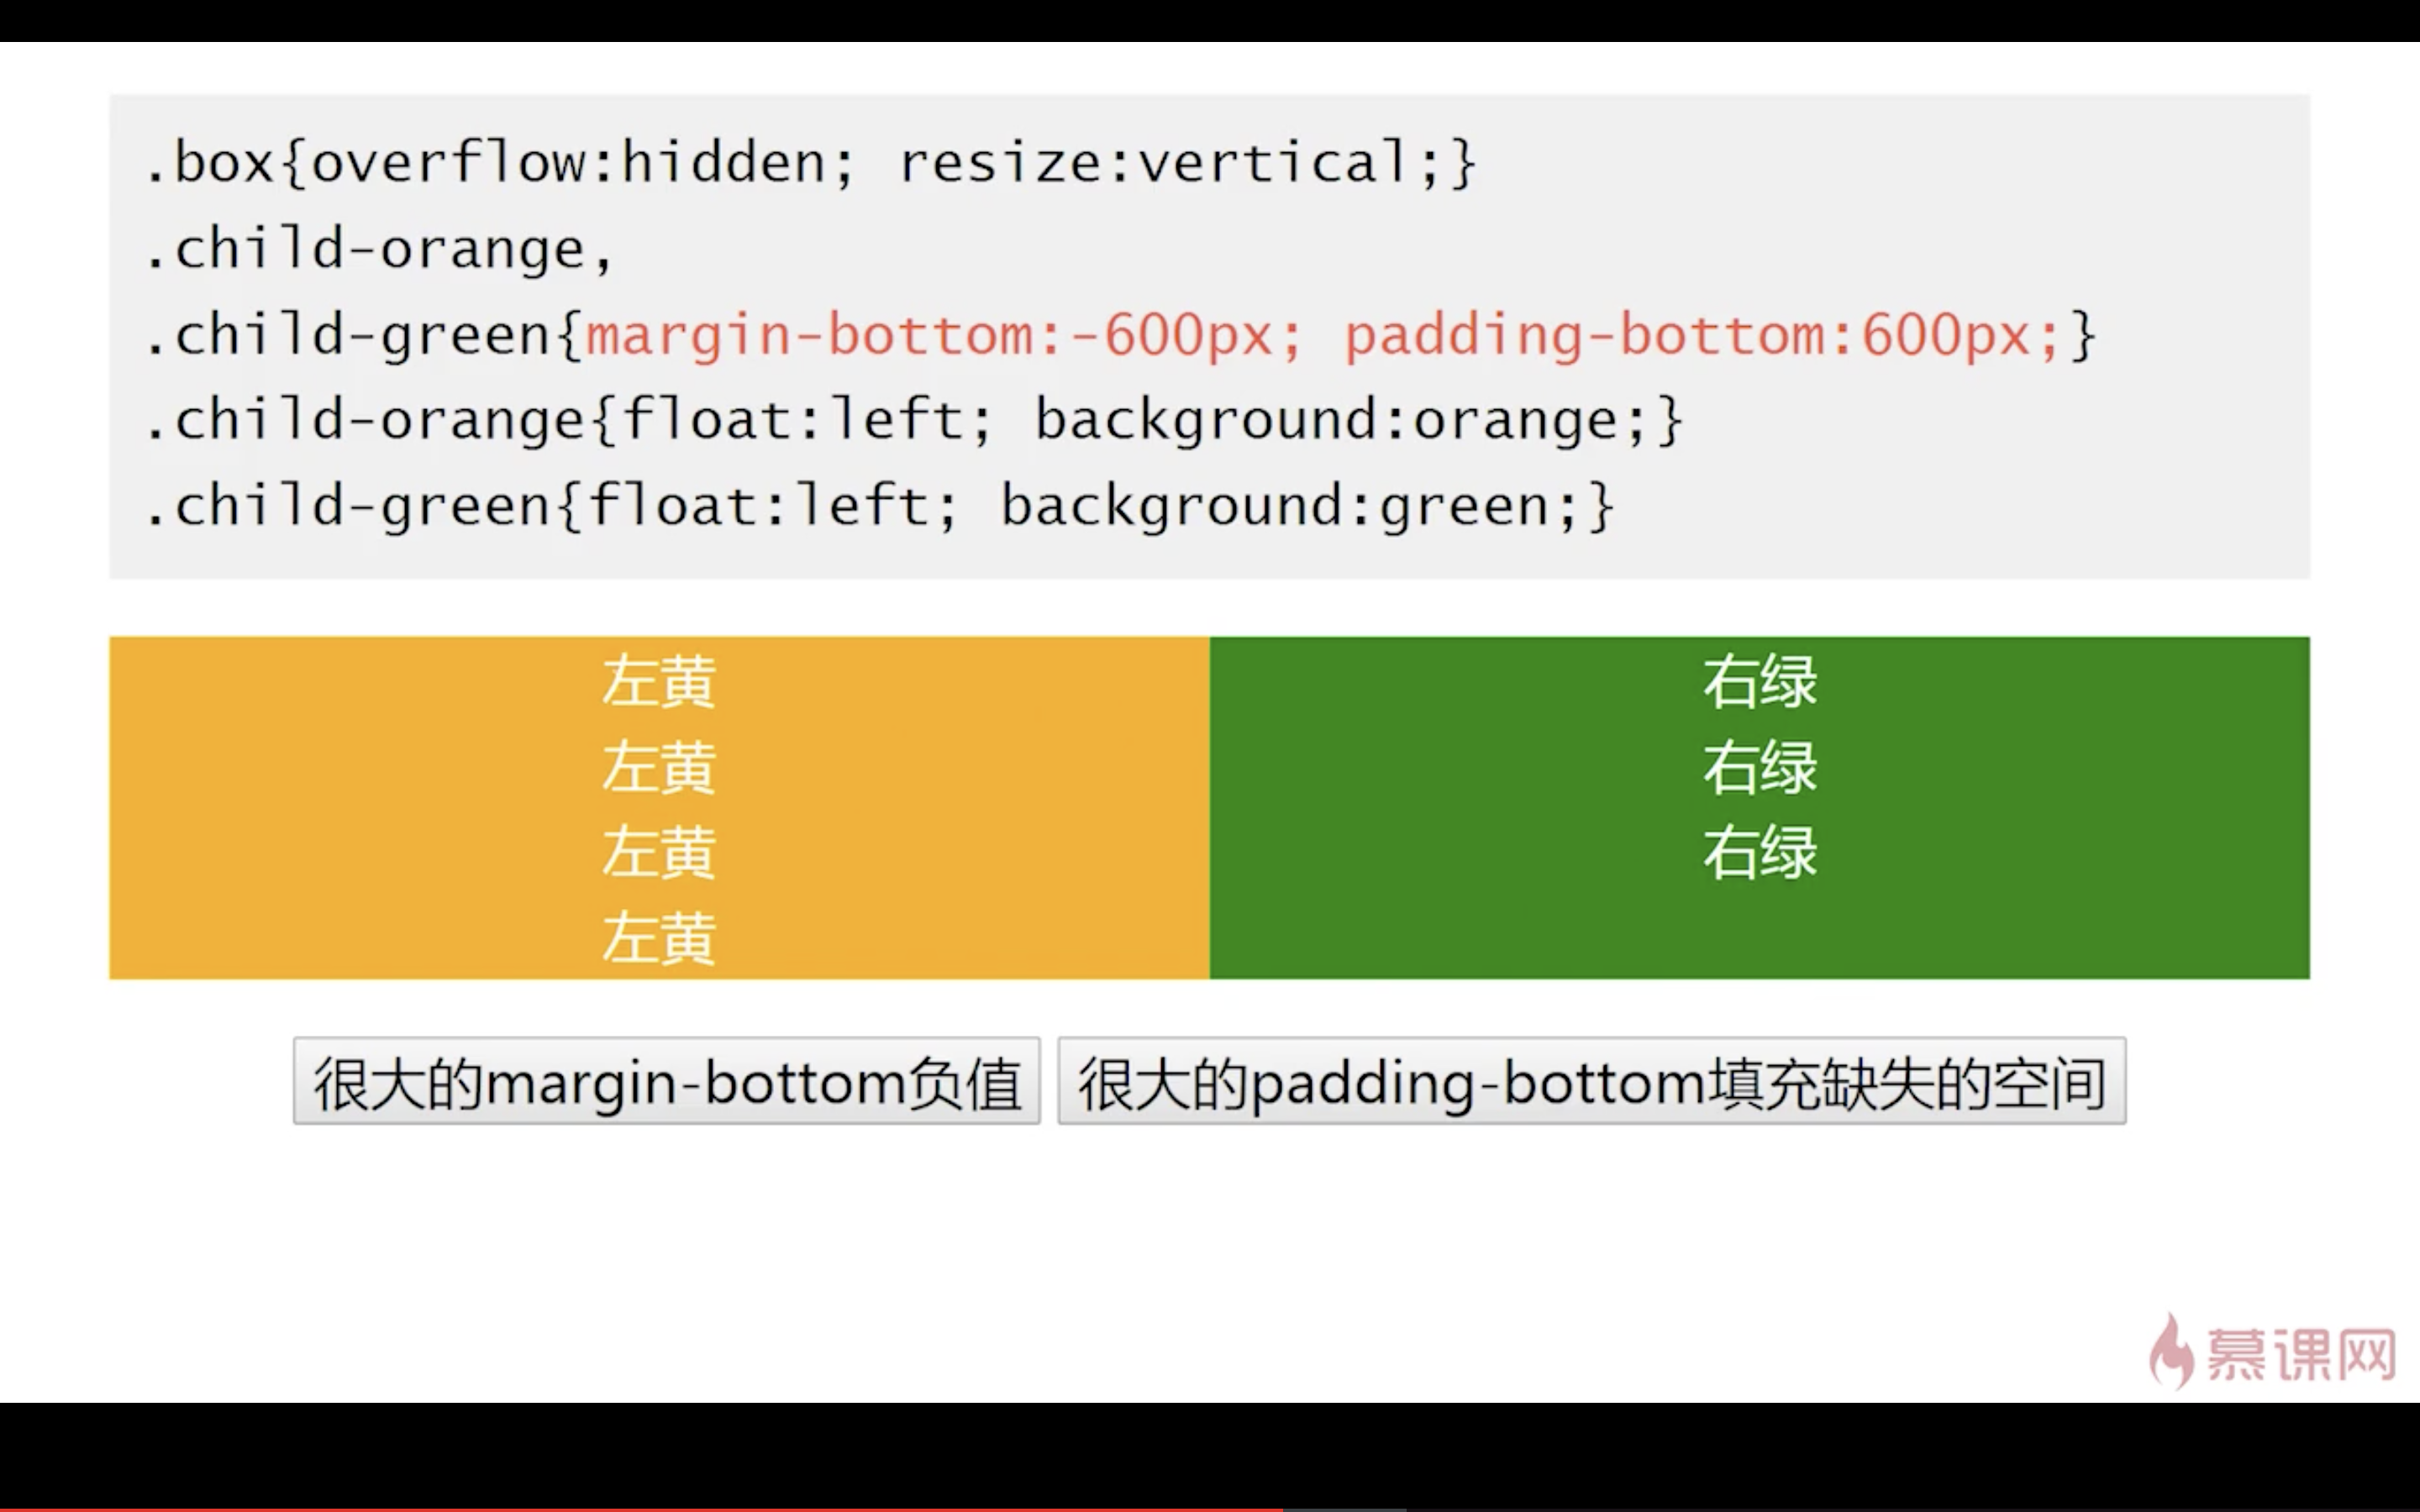 .box{overflow:hidden; resize:vertical;}
.child-orange,
.child-green{margin-bottom:-600px; padding-bottom:600px;}
.child-orange{float:left; background:orange;}
.child-green{float:left; background:green;}
左黄
左黄
左黄
左黄
右绿
右绿
右绿
很大的margin-bottom负值
很大的padding-bottom填充缺失的空间
慕课网